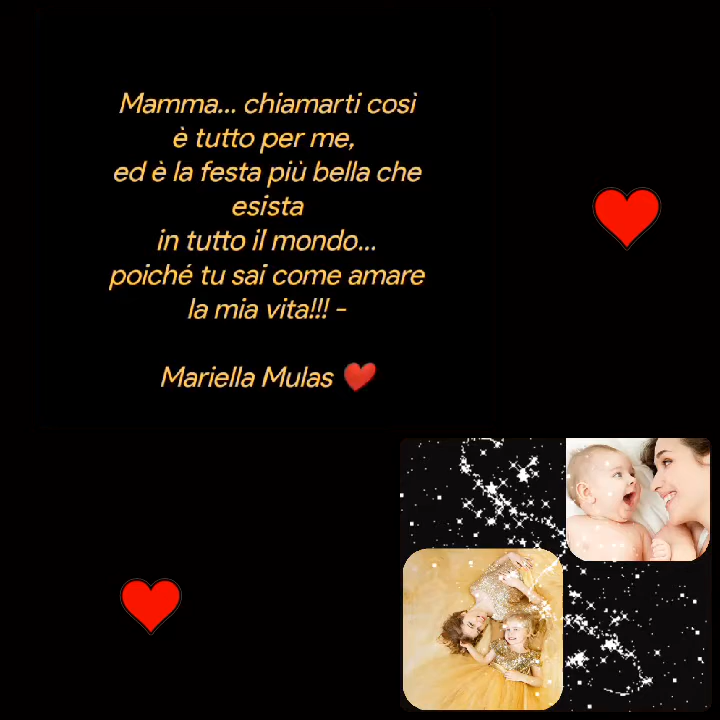 Mamma... chiamarti così
è tutto per me,
ed è la festa più bella che
esista
in tutto il mondo...
poiché tu sai come amare
la mia vita!!! -
Mariella Mulas ❤️